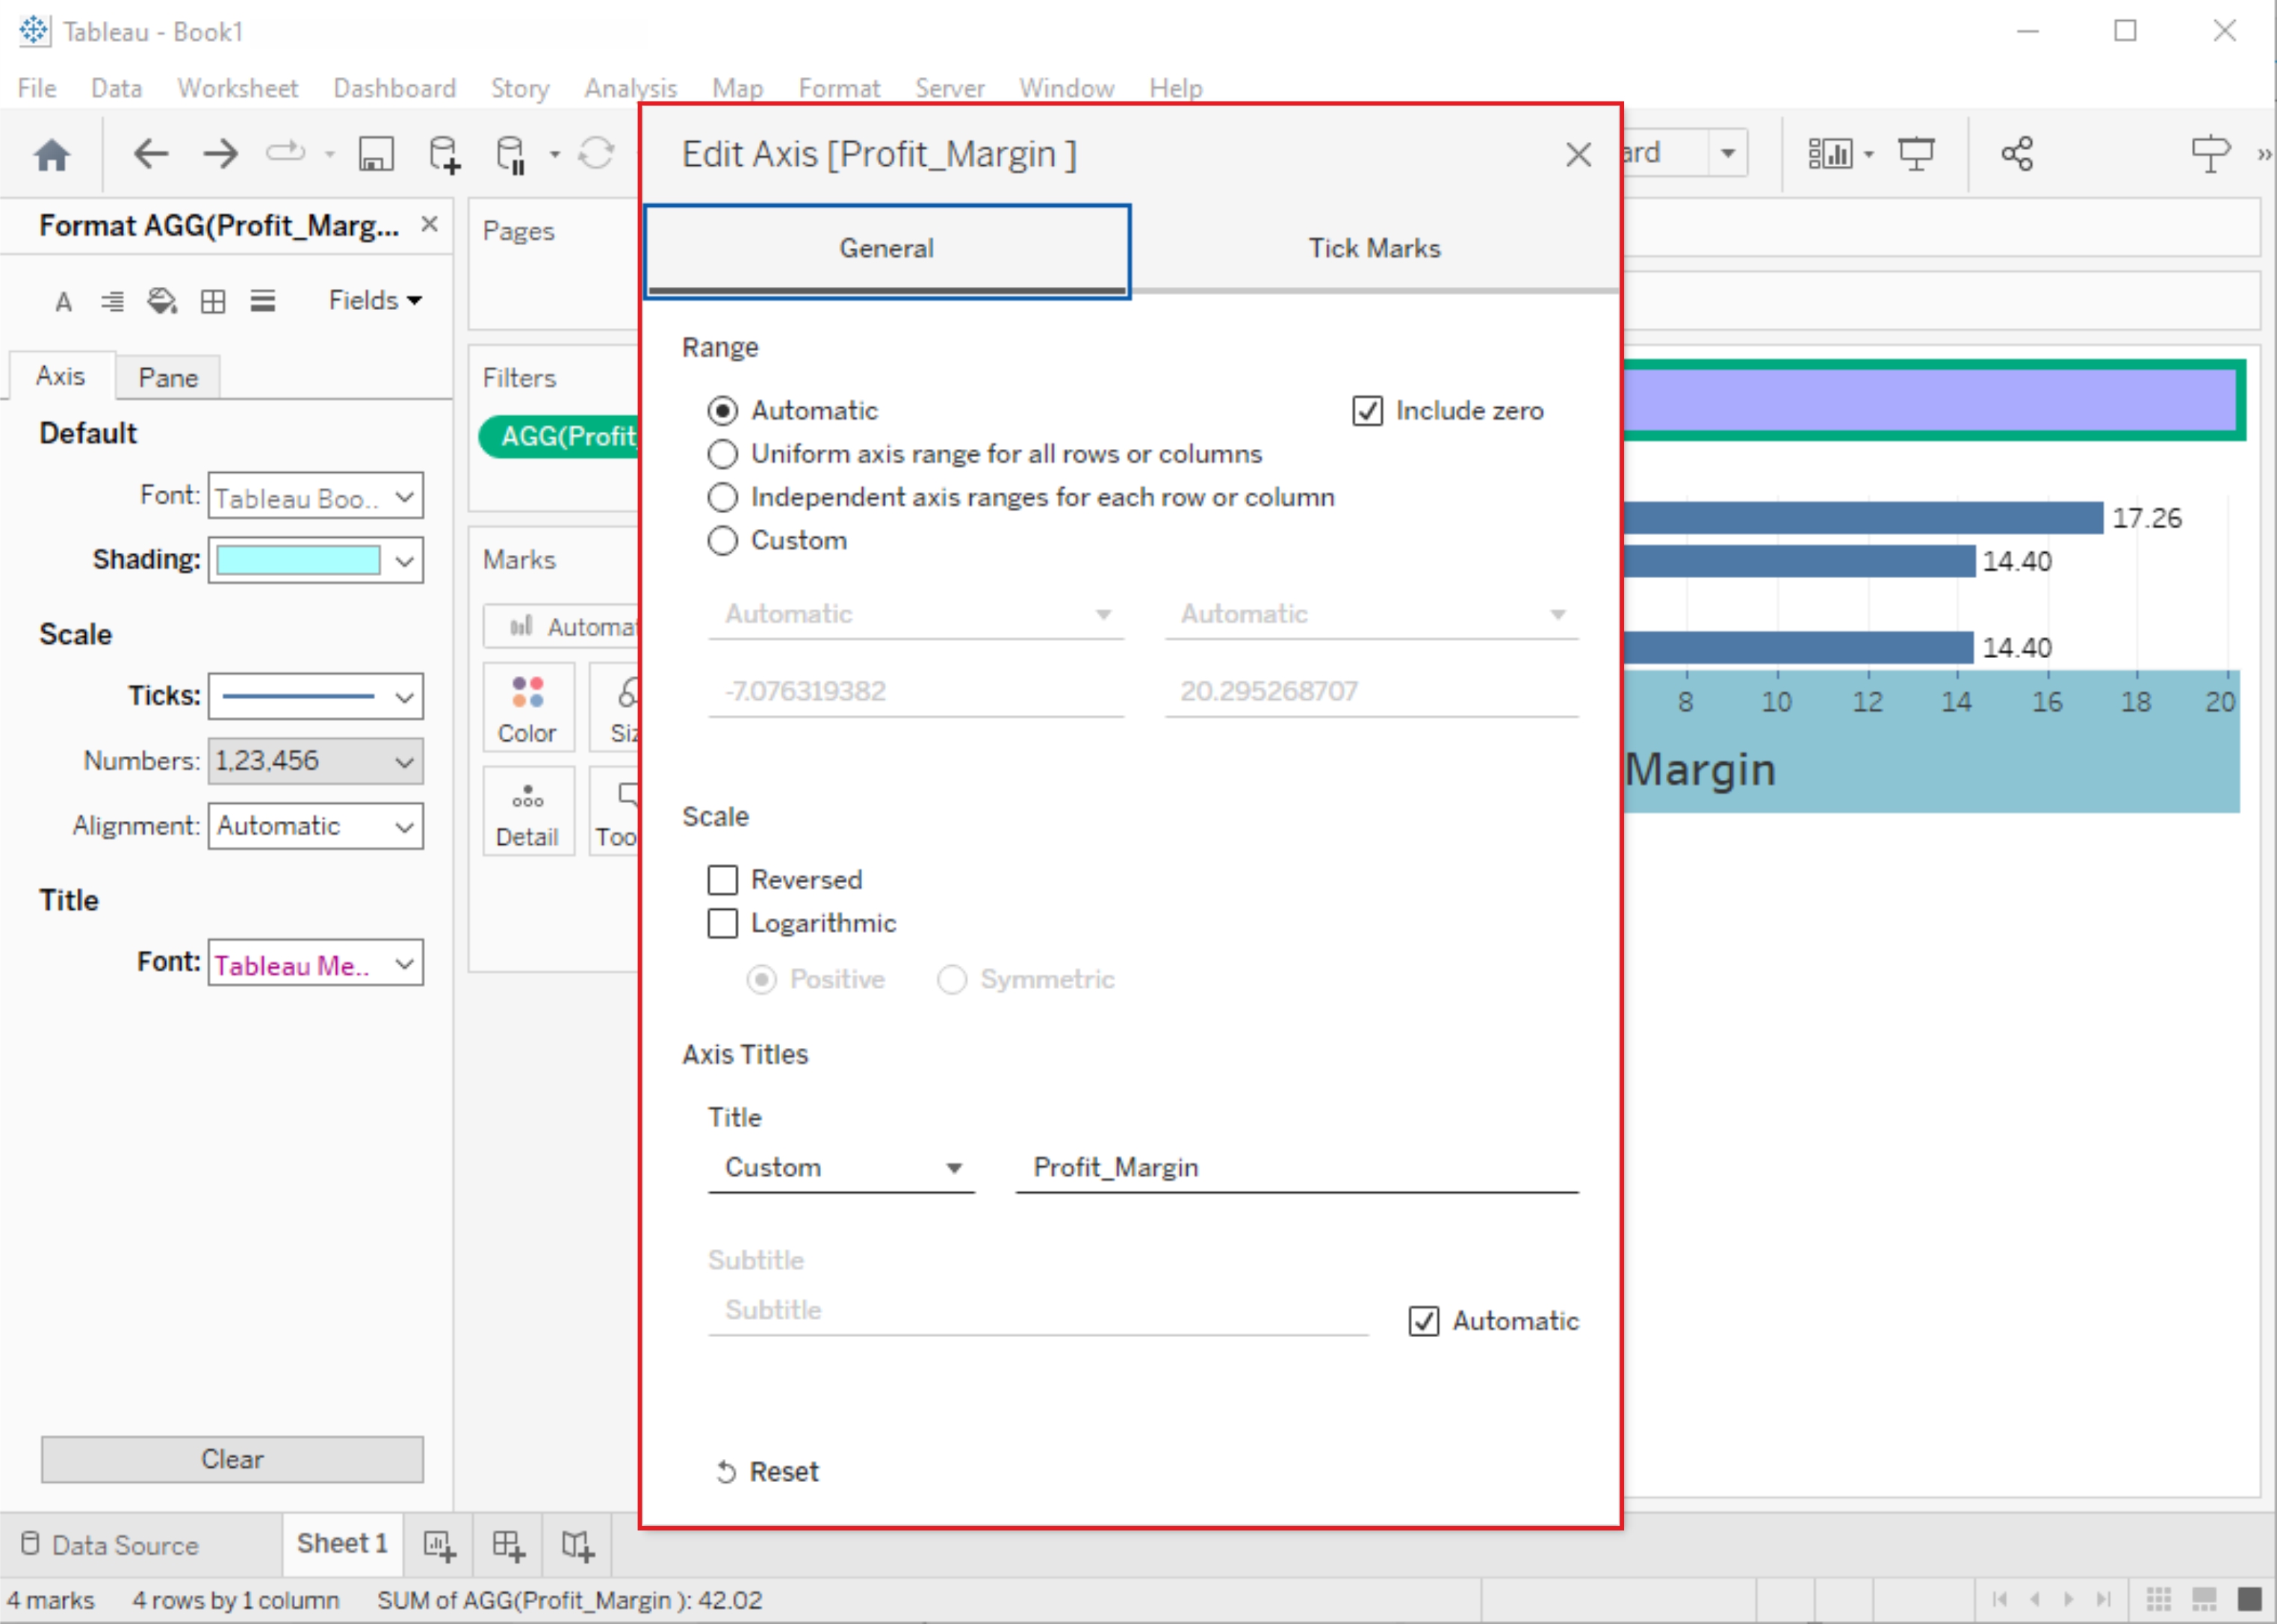 Tableau - Book1
File Data Worksheet Dashboard Story Analysis Map Format Server Window Help
Edit Axis [Profit_Margin ]
ard
Format AGG(Profit_Marg...
Fields
Axis Pane
Default
Font: Tableau Boo..
Shading:
Scale
Ticks:
Numbers: 1,23,456
Alignment: Automatic
Title
Font: Tableau Me..
Clear
Pages
Filters
AGG(Profit
Marks
Automa
Color
Siz
Detail
Too
General Tick Marks
Range
Automatic
Include zero
Uniform axis range for all rows or columns
Independent axis ranges for each row or column
Custom
Automatic Automatic
-7.076319382 20.295268707
Scale
Reversed
Logarithmic
Positive Symmetric
Axis Titles
Title
Custom Profit_Margin
Subtitle
Subtitle
Automatic
Reset
17.26
14.40
14.40
8 10 12 14 16 18 20
Margin
Data Source Sheet 1
4 marks 4 rows by 1 column SUM of AGG(Profit_Margin ): 42.02